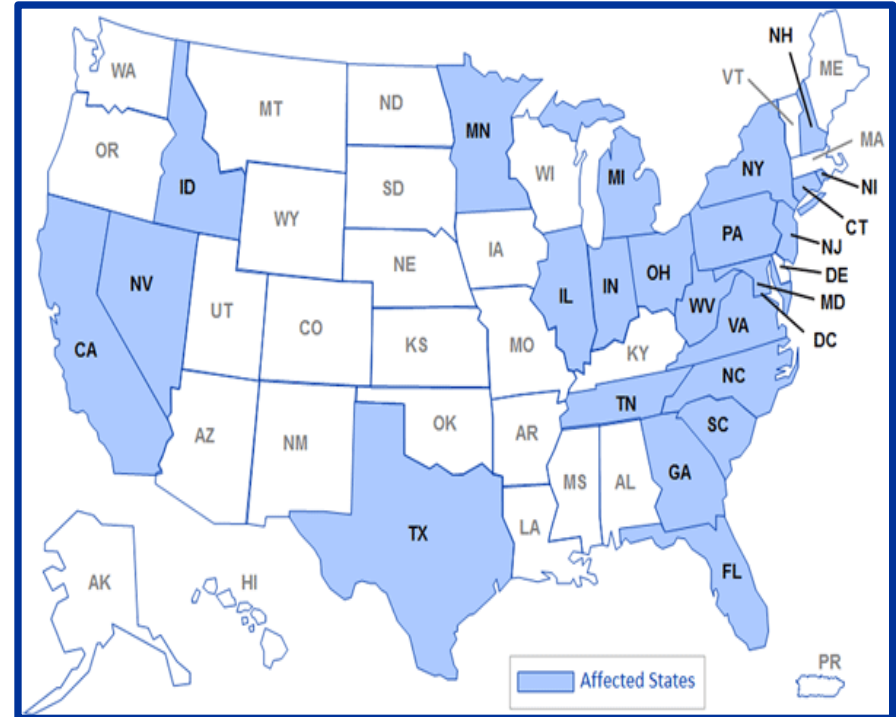 NH
ME
WA
VT
MT
ND
MN
OR
MA
WI
NY
ID
SD
MI
NI
WY
CT
PA
NJ
IA
NE
OH
DE
NV
IN
IL
MD
UT
WV
CO
VA
DC
CA
KS
MO
KY
NC
TN
OK
SC
AZ
AR
NM
GA
MS
AL
LA
TX
FL
AK
HI
PR
Affected States